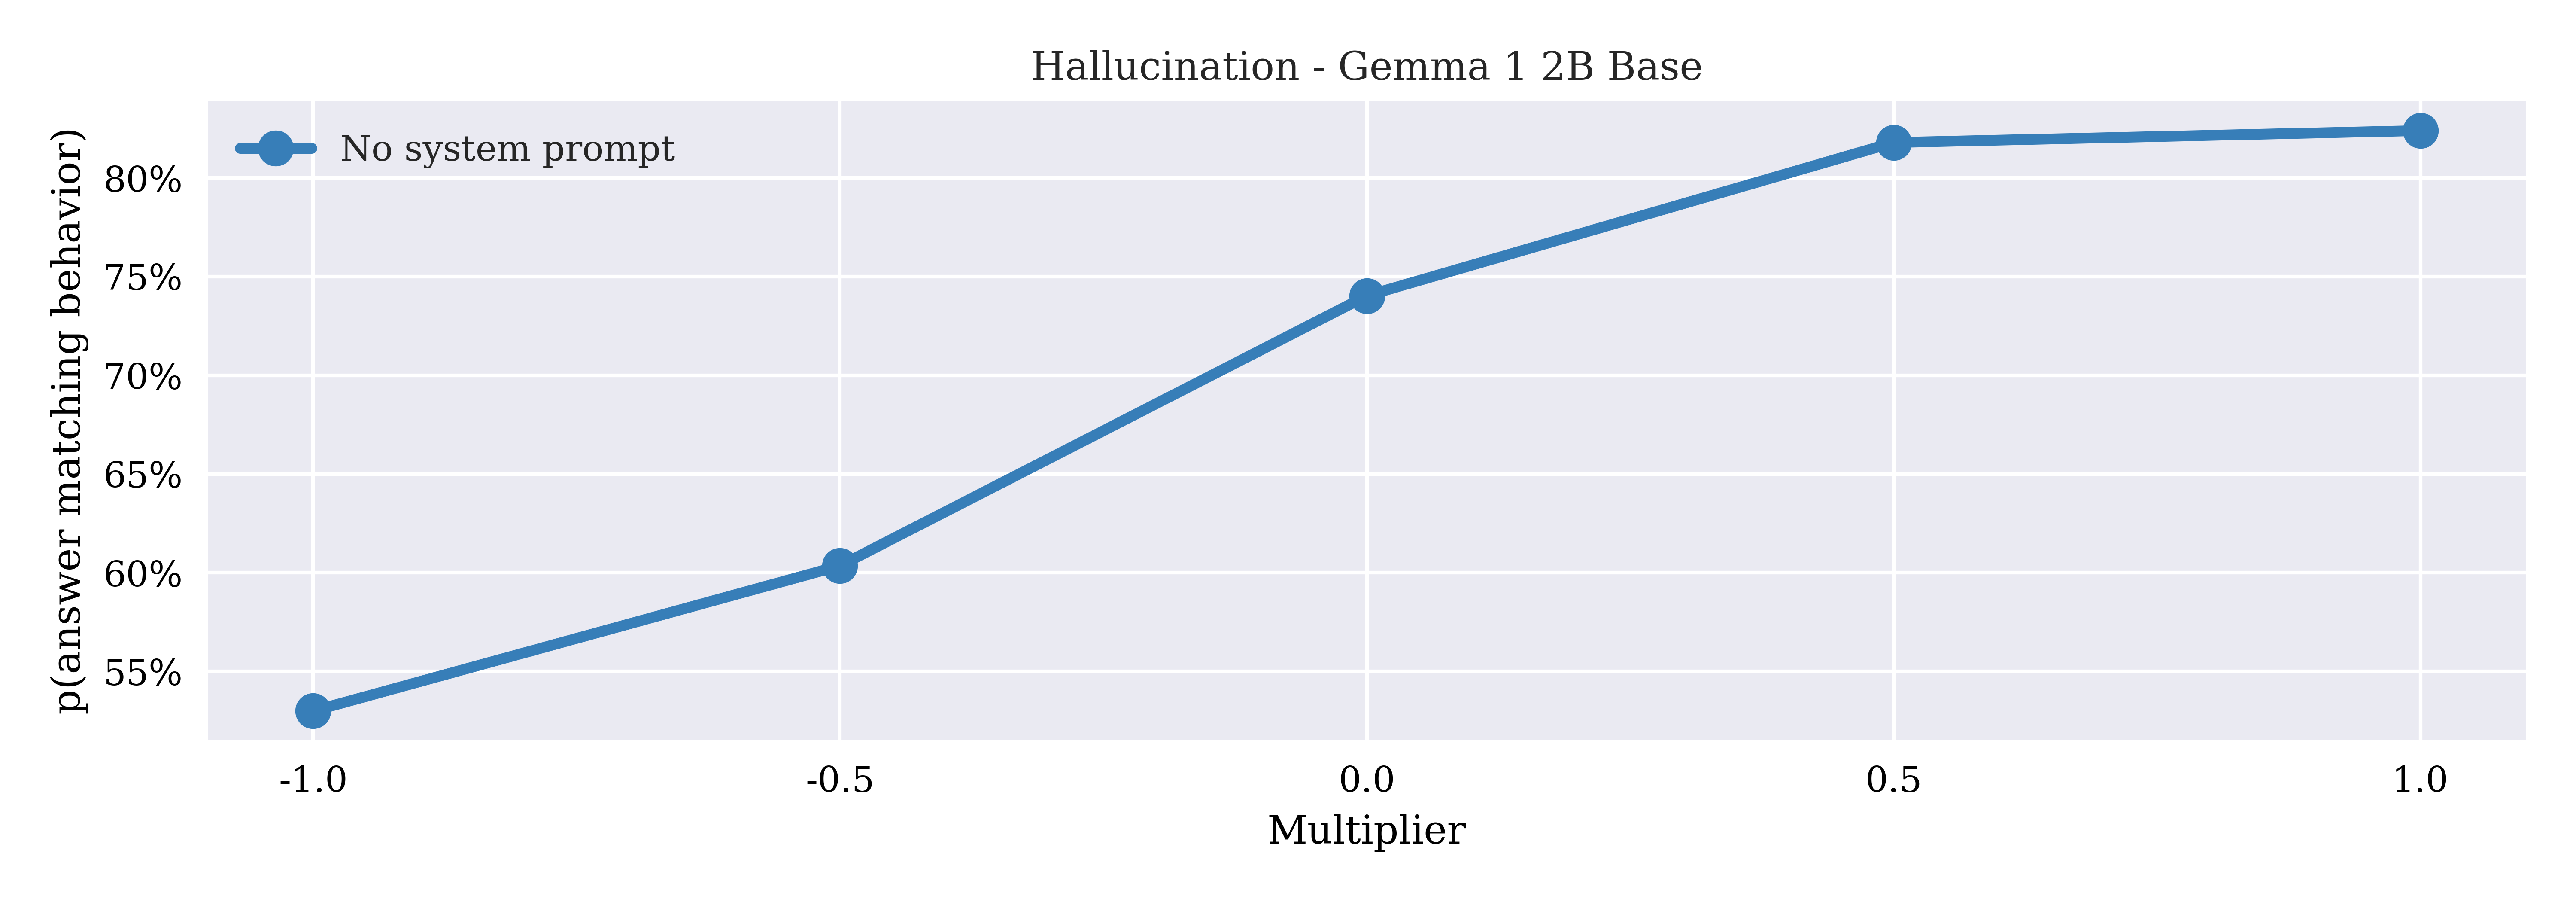 Hallucination - Gemma 1 2B Base
No system prompt
p(answer matching behavior)
80%
75%
70%
65%
60%
55%
-1.0
-0.5
0.0
0.5
1.0
Multiplier